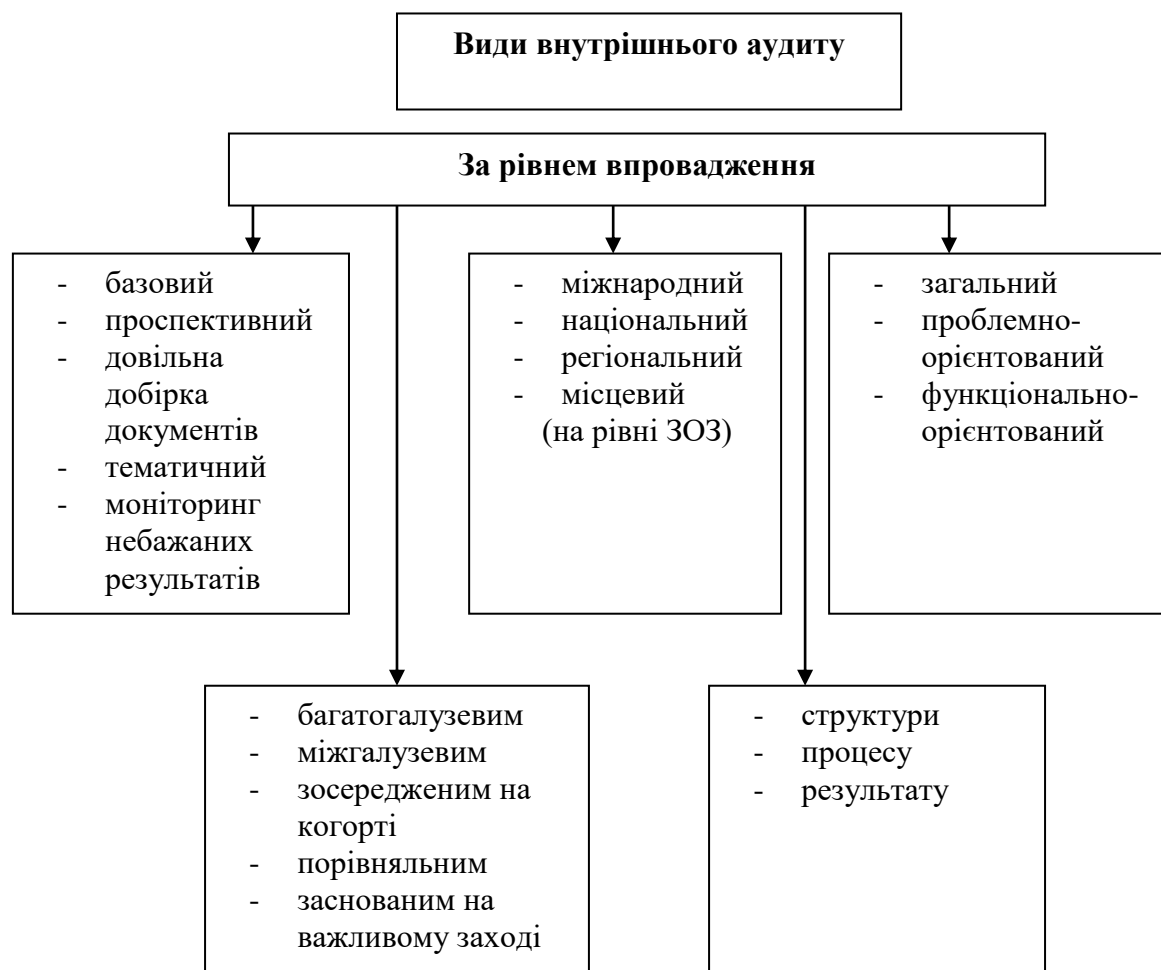 Види внутрішнього аудиту
За рівнем впровадження
- базовий
- проспективний
- довільна
добірка
документів
- тематичний
- моніторинг
небажаних
результатів
- міжнародний
- національний
- регіональний
- місцевий
(на рівні ЗОЗ)
- загальний
- проблемно-
орієнтований
- функціонально-
орієнтований
- багатогалузевим
- міжгалузевим
- зосередженим на
когорті
- порівняльним
- заснованим на
важливому заході
- структури
- процесу
- результату